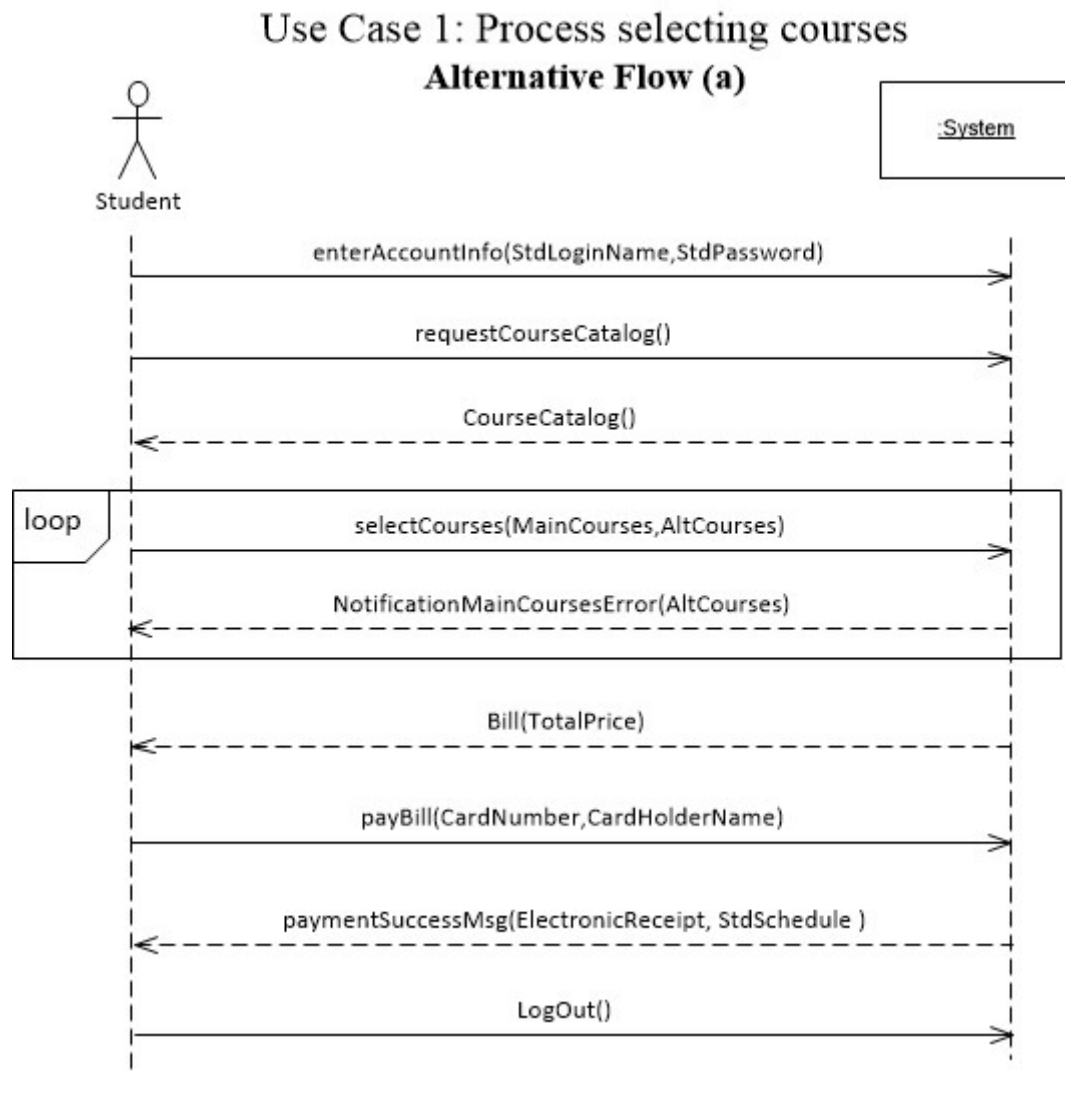 Use Case 1: Process selecting courses
Alternative Flow (a)
:System
Student
enterAccountInfo(StdLoginName,StdPassword)
requestCourseCatalog()
CourseCatalog()
loop
selectCourses(MainCourses,AltCourses)
NotificationMainCoursesError(AltCourses)
Bill(TotalPrice)
payBill(CardNumber,CardHolderName)
paymentSuccessMsg(ElectronicReceipt, StdSchedule )
LogOut()